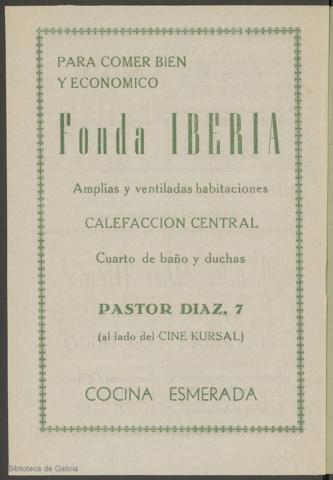 PARA COMER BIEN
Y ECONOMICO
Fonda IBERIA
Amplias y ventiladas habitaciones
CALEFACCION CENTRAL
Cuarto de baño y duchas
PASTOR DIAZ, 7
(al lado del CINE KURSAL)
COCINA ESMERADA
Biblioteca de Galicia